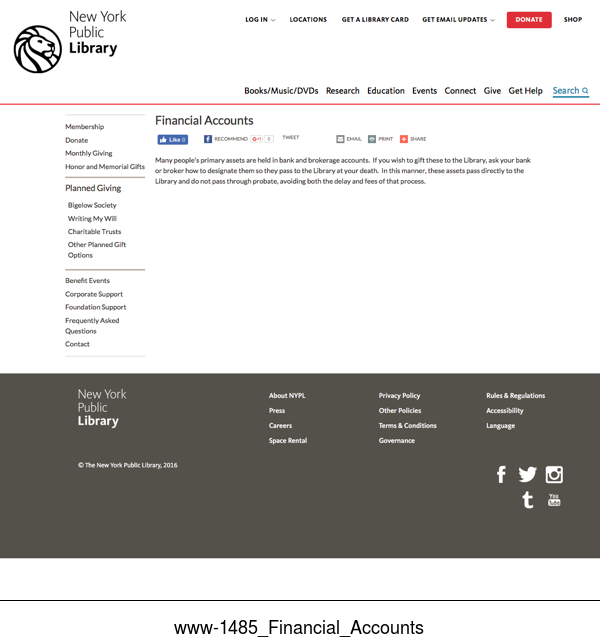 New York
Public
Library
LOG IN
LOCATIONS
GET A LIBRARY CARD
GET EMAIL UPDATES
DONATE
SHOP
Books/Music/DVDs
Research
Education
Events
Connect
Give
Get Help
Search
Membership
Donate
Monthly Giving
Honor and Memorial Gifts
Planned Giving
Bigelow Society
Writing My Will
Charitable Trusts
Other Planned Gift
Options
Benefit Events
Corporate Support
Foundation Support
Frequently Asked
Questions
Contact
Financial Accounts
Like 0
RECOMMEND
G+1 0
TWEET
EMAIL
PRINT
SHARE
Many people's primary assets are held in bank and brokerage accounts. If you wish to gift these to the Library, ask your bank
or broker how to designate them so they pass to the Library at your death. In this manner, these assets pass directly to the
Library and do not pass through probate, avoiding both the delay and fees of that process.
New York
Public
Library
© The New York Public Library, 2016
About NYPL
Press
Careers
Space Rental
Privacy Policy
Other Policies
Terms & Conditions
Governance
Rules & Regulations
Accessibility
Language
You
Tube
www-1485_Financial_Accounts